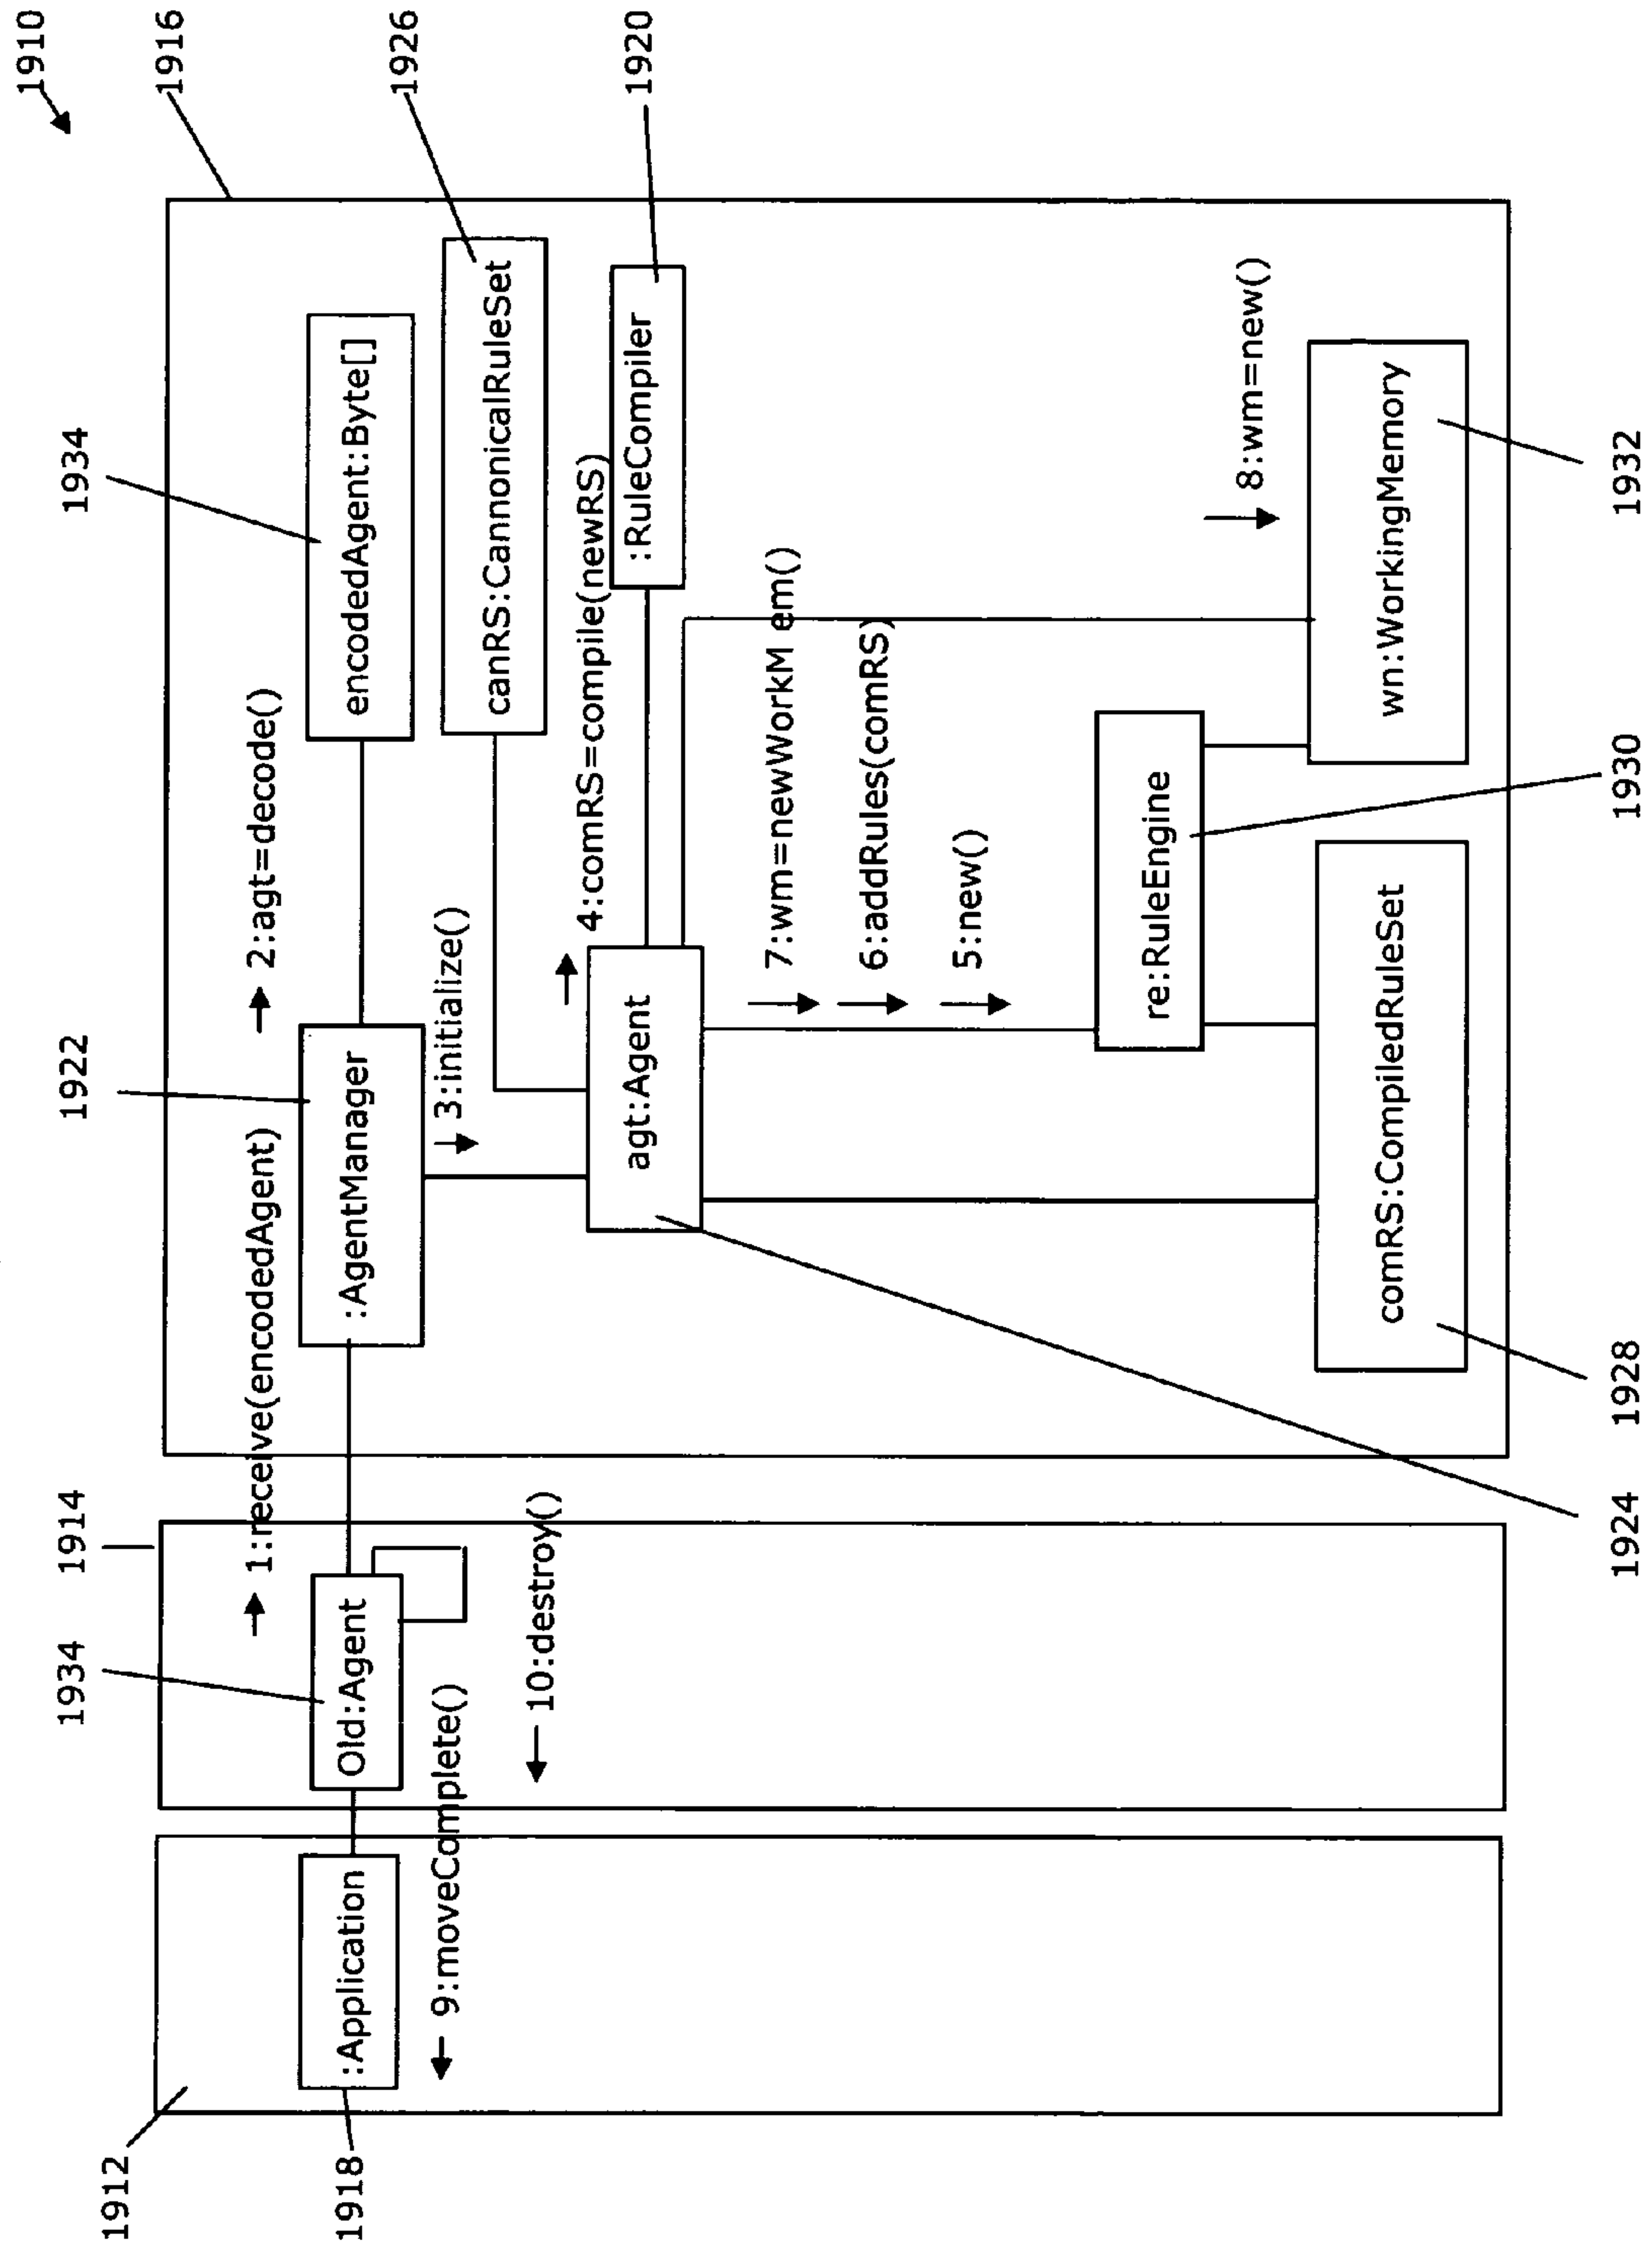 1910
1916
1926
1920
1934
1922
1914
1934
1912
1918
1:receive(encodedAgent)
2:agt=decode()
:Application
Old:Agent
:AgentManager
encodedAgent:Byte[]
9:moveComplete()
3:initialize()
canRS:CannonicalRuleSet
10:destroy()
4:comRS=compile(newRS)
agt:Agent
:RuleCompiler
7:wm=newWorkM em()
6:addRules(comRS)
5:new()
re:RuleEngine
8:wm=new()
comRS:CompiledRuleSet
wn:WorkingMemory
1924
1928
1930
1932